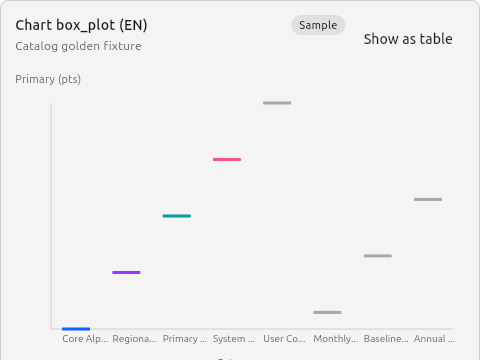 Chart box_plot (EN)
Catalog golden fixture
Sample
Show as table
Primary (pts)
Core Alp... Regiona... Primary ... System ... User Co... Monthly... Baseline... Annual ...